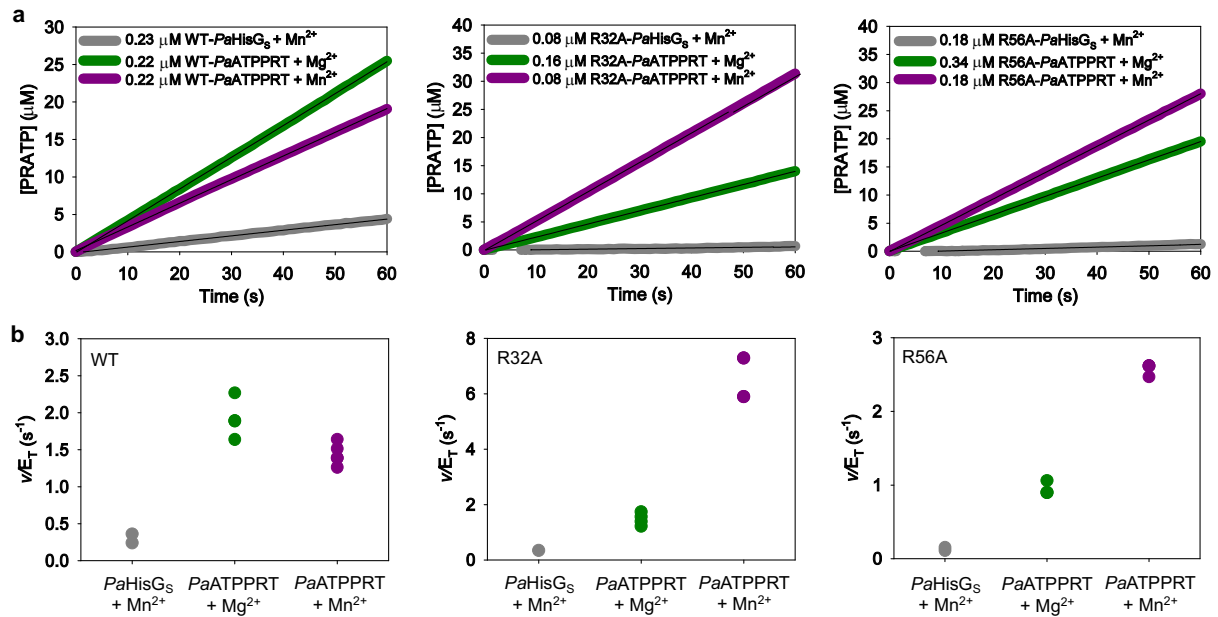 a
0.23 μM WT-PaHisGS + Mn2+
0.22 μM WT-PaATPPRT + Mg2+
0.22 μM WT-PaATPPRT + Mn2+
[PRATP] (μM)
30
25
20
15
10
5
0
0 10 20 30 40 50 60
Time (s)
0.08 μM R32A-PaHisGS + Mn2+
0.16 μM R32A-PaATPPRT + Mg2+
0.08 μM R32A-PaATPPRT + Mn2+
[PRATP] (μM)
40
35
30
25
20
15
10
5
0
0 10 20 30 40 50 60
Time (s)
0.18 μM R56A-PaHisGS + Mn2+
0.34 μM R56A-PaATPPRT + Mg2+
0.18 μM R56A-PaATPPRT + Mn2+
[PRATP] (μM)
40
35
30
25
20
15
10
5
0
0 10 20 30 40 50 60
Time (s)
b
WT
v/ET (s-1)
3.0
2.5
2.0
1.5
1.0
0.5
0.0
PaHisGS PaATPPRT PaATPPRT
+ Mn2+ + Mg2+ + Mn2+
R32A
v/ET (s-1)
8
6
4
2
0
PaHisGS PaATPPRT PaATPPRT
+ Mn2+ + Mg2+ + Mn2+
R56A
v/ET (s-1)
3
2
1
0
PaHisGS PaATPPRT PaATPPRT
+ Mn2+ + Mg2+ + Mn2+